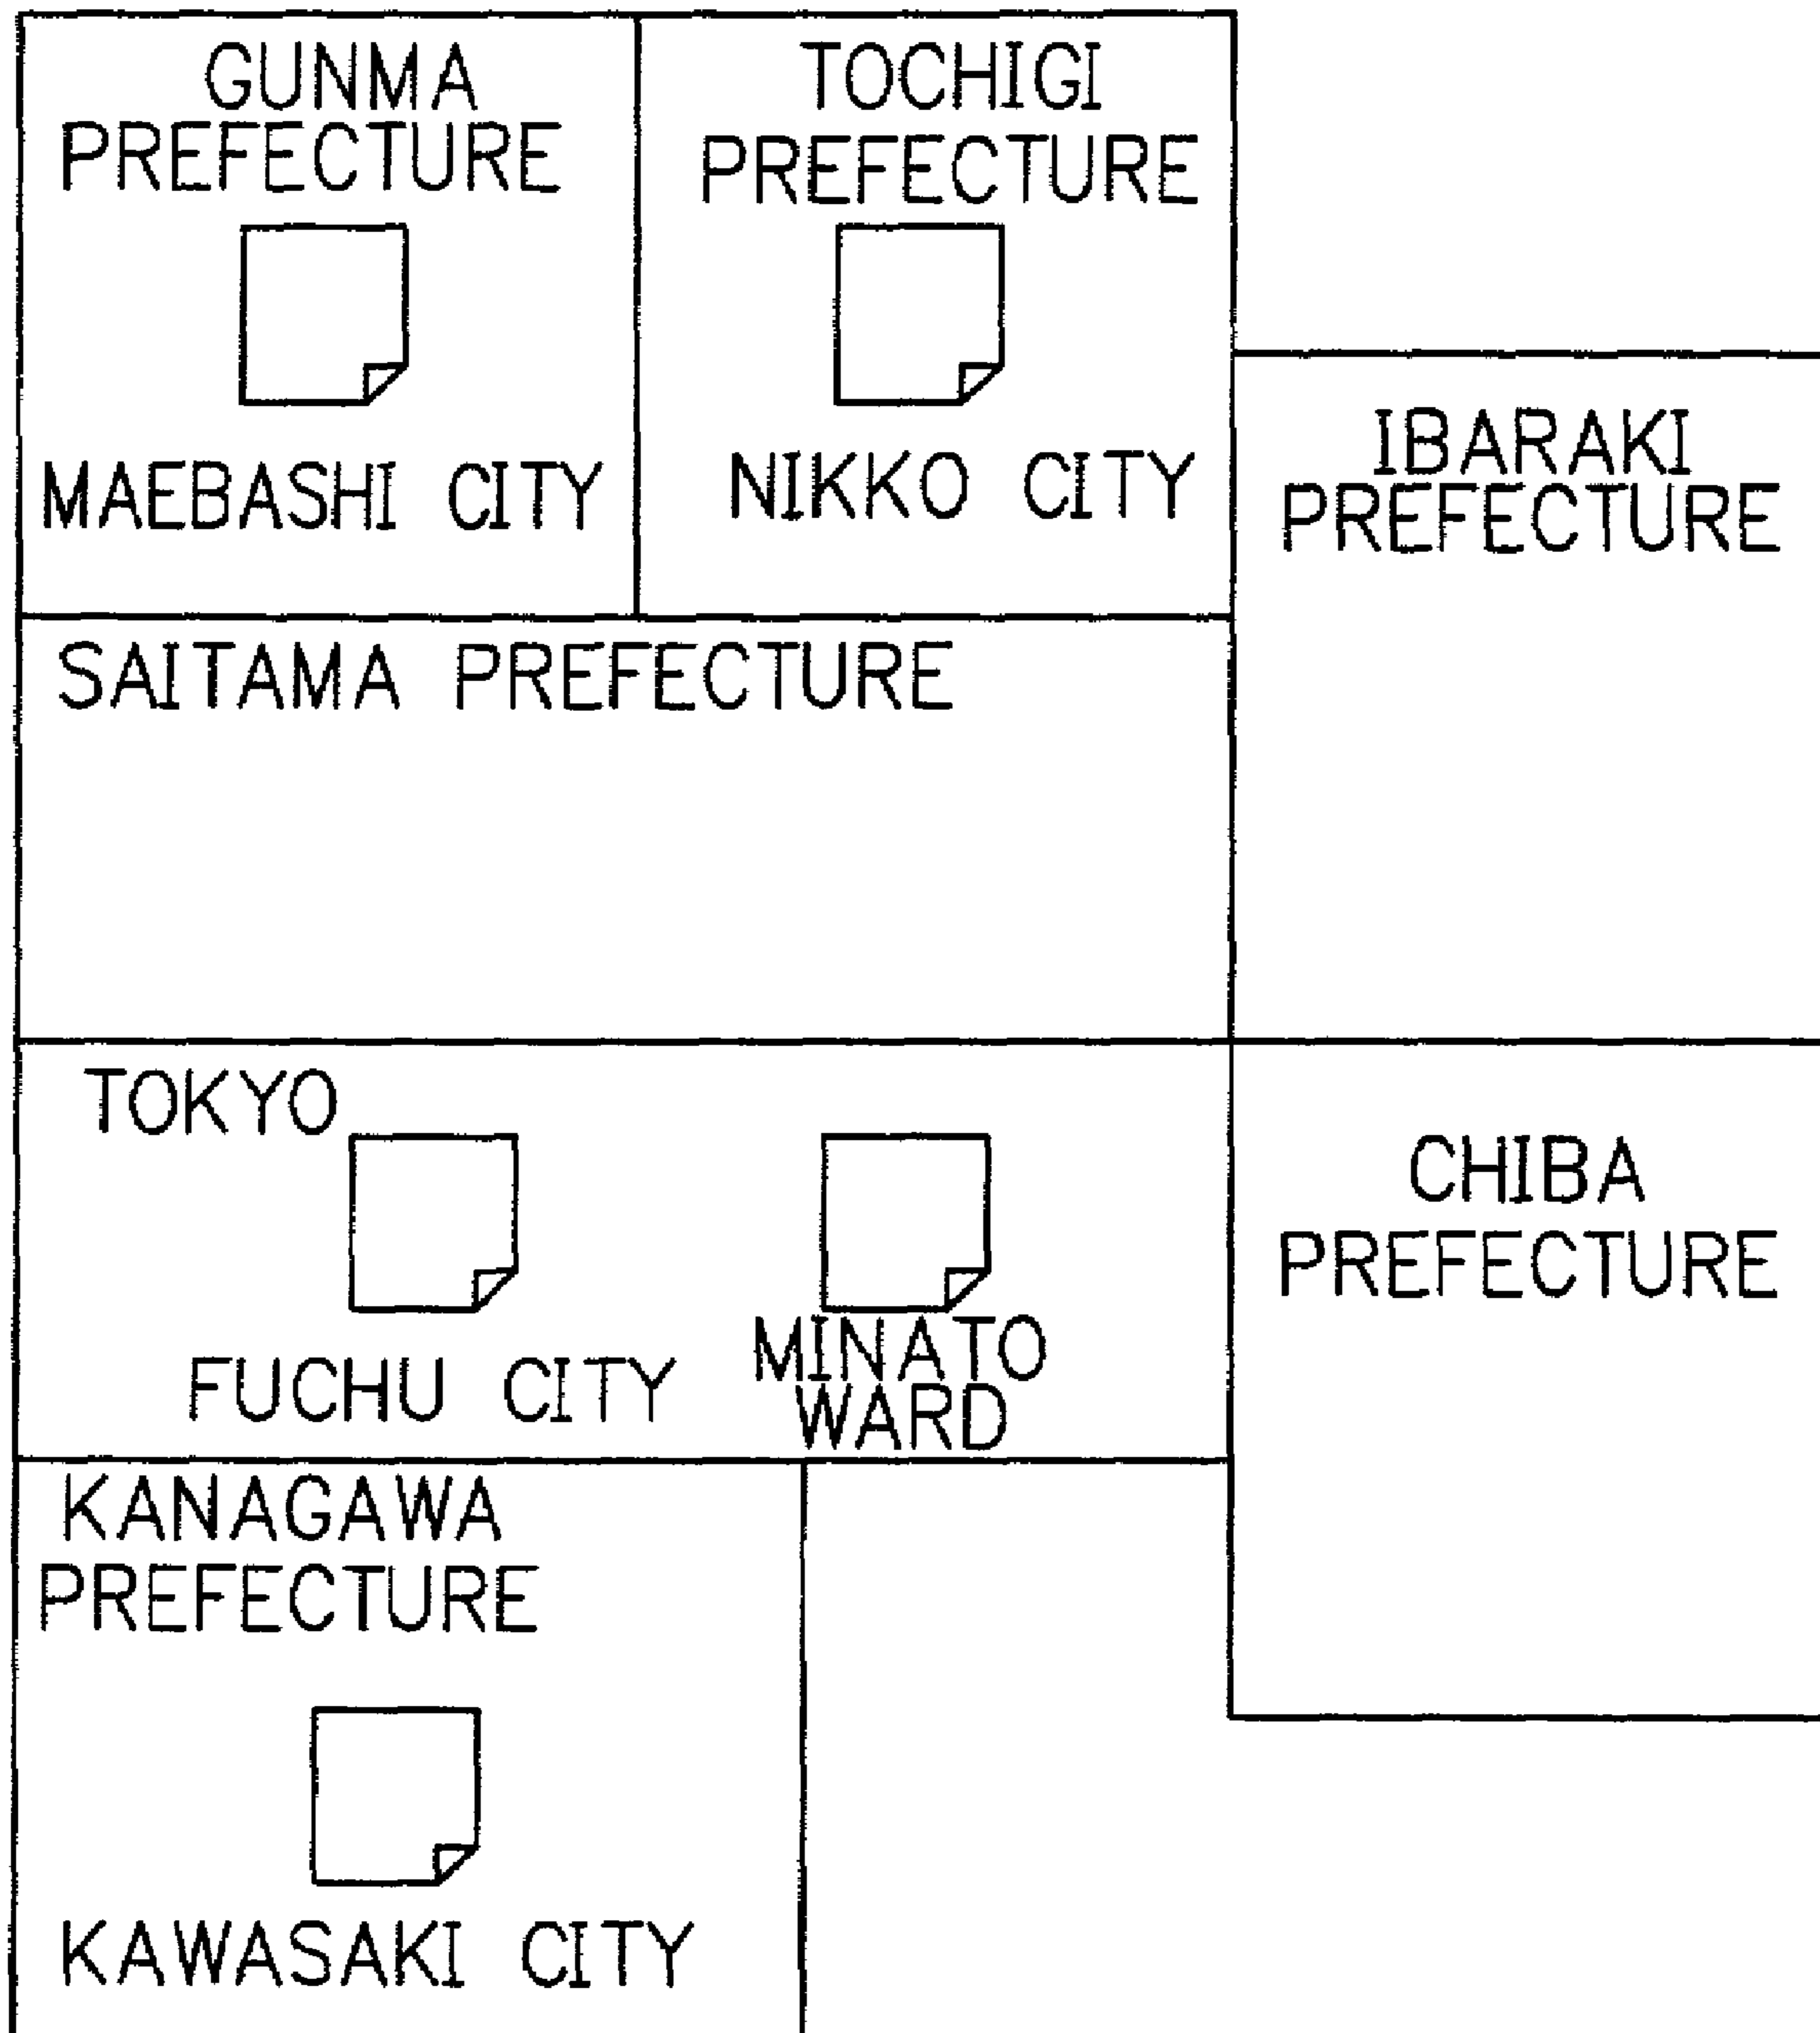 GUNMA
PREFECTURE
MAEBASHI CITY
TOCHIGI
PREFECTURE
NIKKO CITY
IBARAKI
PREFECTURE
SAITAMA PREFECTURE
TOKYO
FUCHU CITY
MINATO
WARD
CHIBA
PREFECTURE
KANAGAWA
PREFECTURE
KAWASAKI CITY